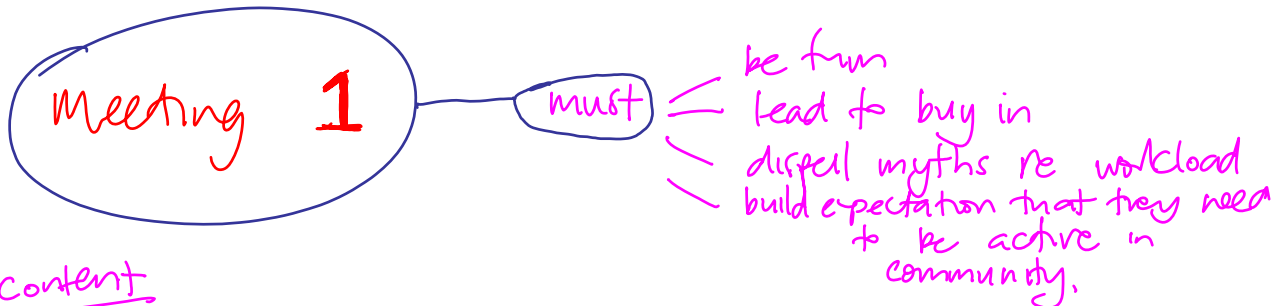 Meeting 1
must
be fun
lead to buy in
dispell myths re workload
build expectation that they need
to be active in
community.
content